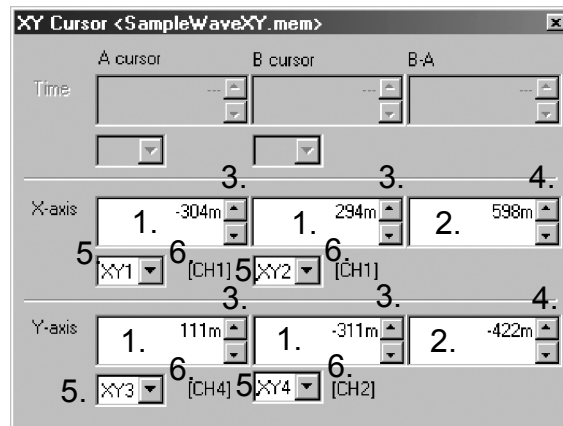 XY Cursor <SampleWaveXY.mem>
A cursor B cursor B-A
Time --- --- ---
3. 3. 4.
X-axis 1. -304m 1. 294m 2. 598m
5. XY1 6. [CH1] 5. XY2 6. [CH1]
3. 3. 4.
Y-axis 1. 111m 1. -311m 2. -422m
5. XY3 6. [CH4] 5. XY4 6. [CH2]